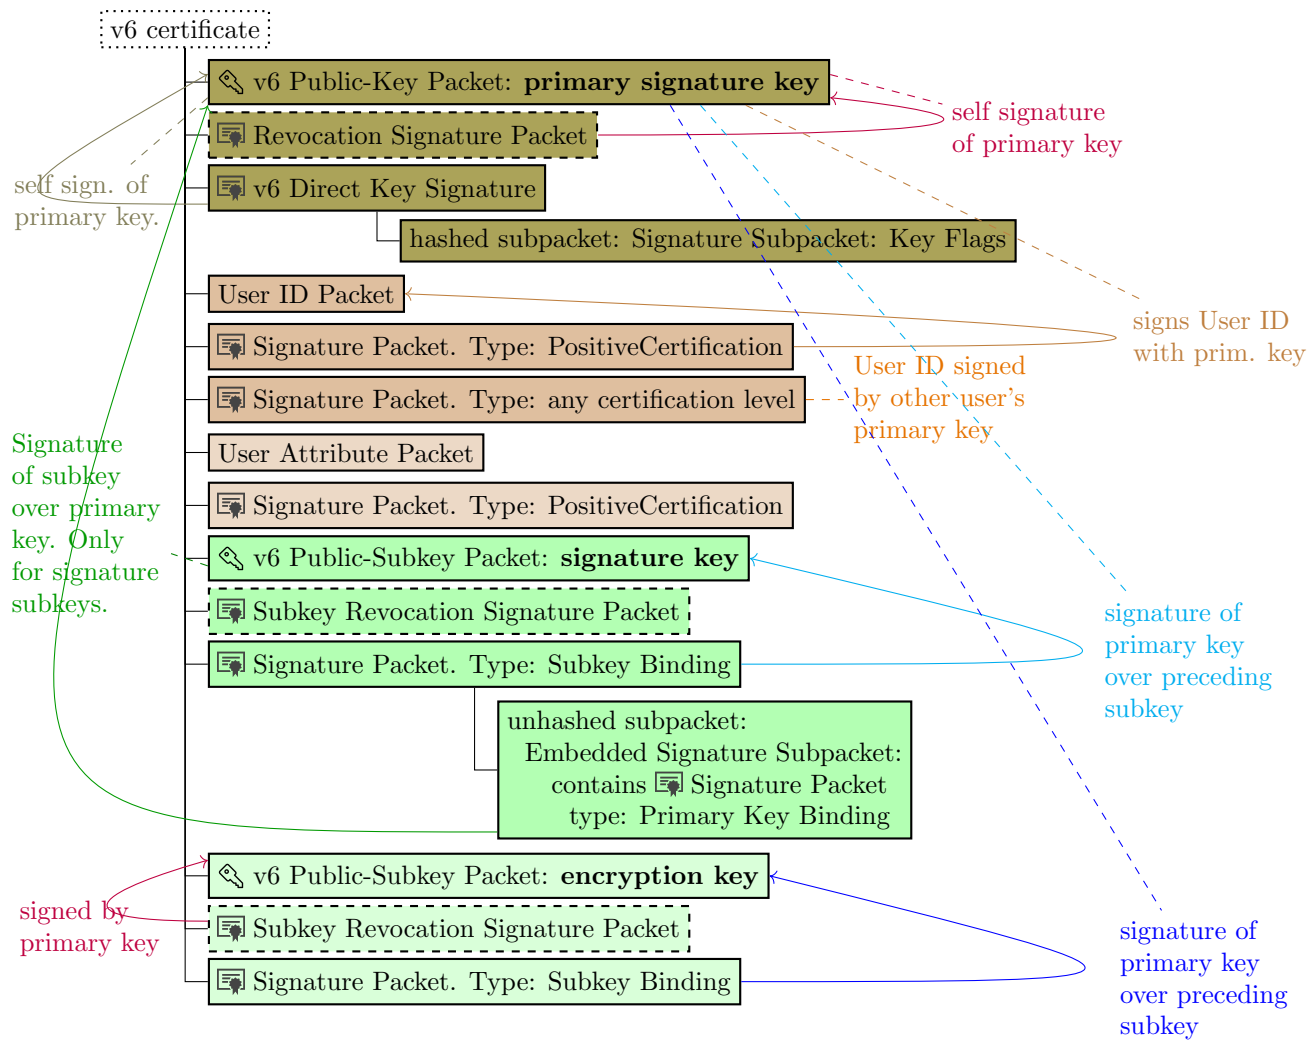 v6 certificate
v6 Public-Key Packet: primary signature key
self signature
of primary key
Revocation Signature Packet
self sign. of
primary key.
v6 Direct Key Signature
hashed subpacket: Signature Subpacket: Key Flags
User ID Packet
signs User ID
with prim. key
Signature Packet. Type: PositiveCertification
User ID signed
by other user's
primary key
Signature Packet. Type: any certification level
User Attribute Packet
Signature
of subkey
over primary
key. Only
for signature
subkeys.
Signature Packet. Type: PositiveCertification
v6 Public-Subkey Packet: signature key
Subkey Revocation Signature Packet
Signature Packet. Type: Subkey Binding
signature of
primary key
over preceding
subkey
unhashed subpacket:
Embedded Signature Subpacket:
contains Signature Packet
type: Primary Key Binding
v6 Public-Subkey Packet: encryption key
signed by
primary key
Subkey Revocation Signature Packet
Signature Packet. Type: Subkey Binding
signature of
primary key
over preceding
subkey